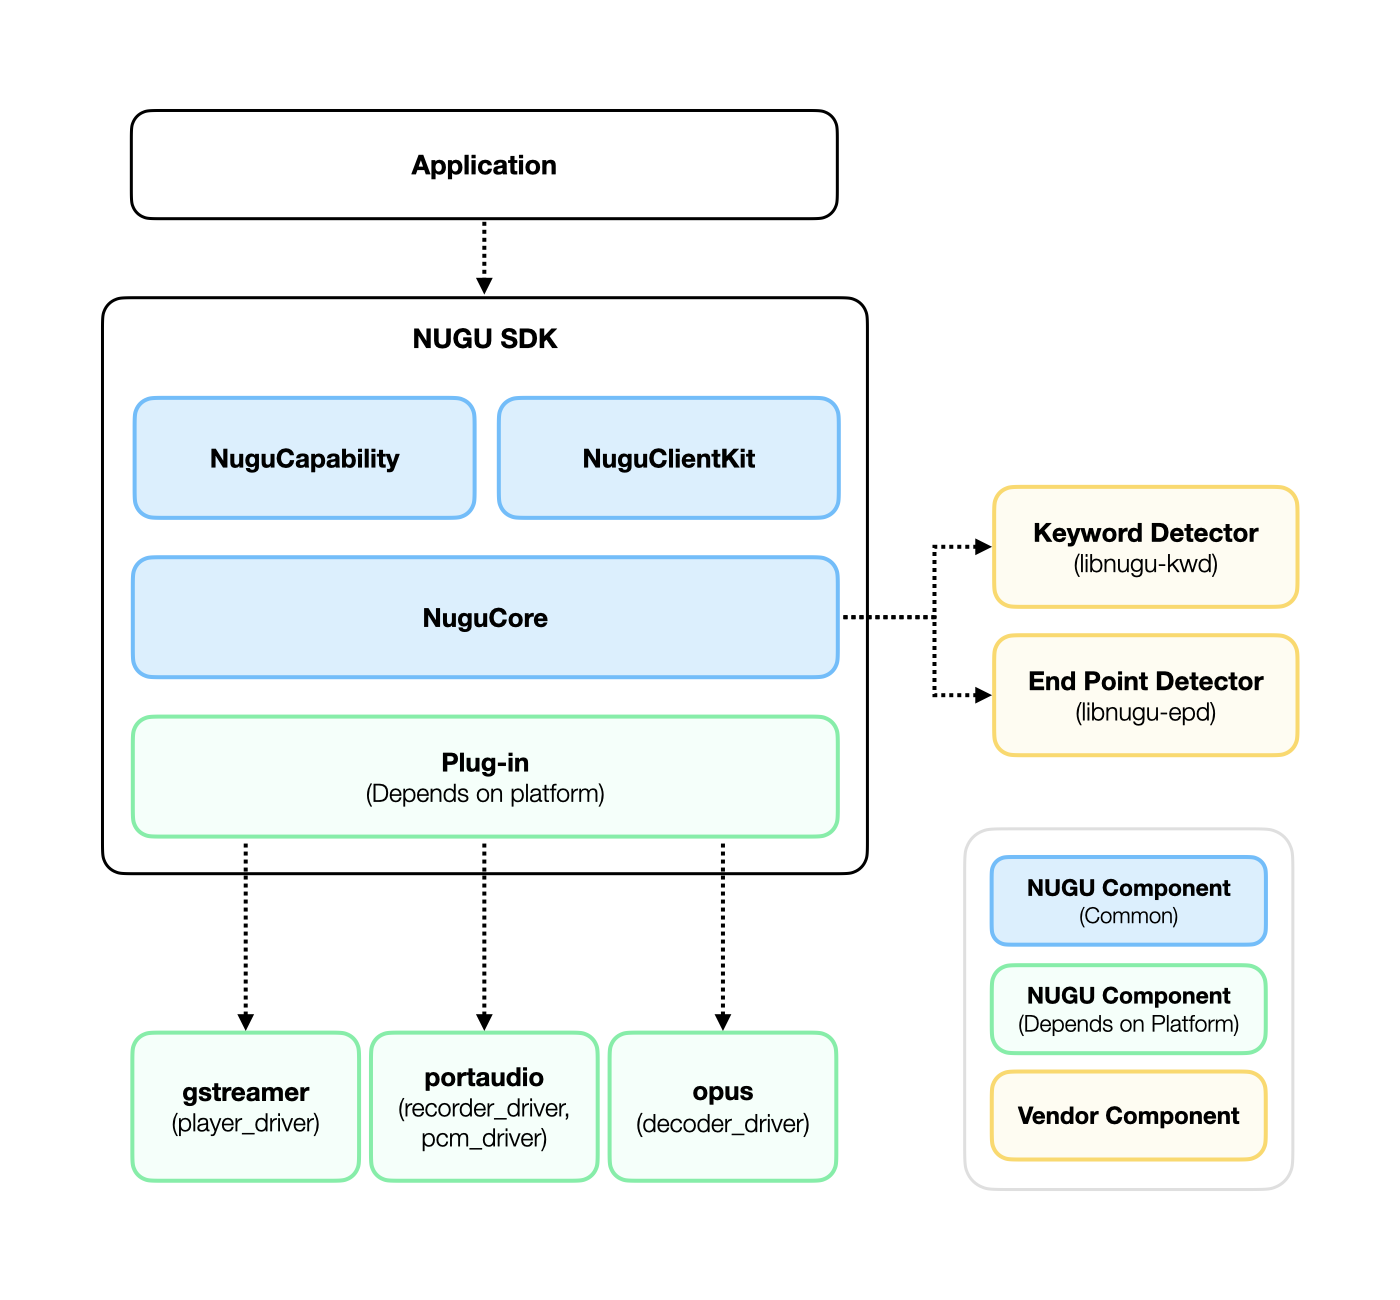 Application
NUGU SDK
NuguCapability
NuguClientKit
NuguCore
Plug-in
(Depends on platform)
Keyword Detector
(libnugu-kwd)
End Point Detector
(libnugu-epd)
gstreamer
(player_driver)
portaudio
(recorder_driver,
pcm_driver)
opus
(decoder_driver)
NUGU Component
(Common)
NUGU Component
(Depends on Platform)
Vendor Component